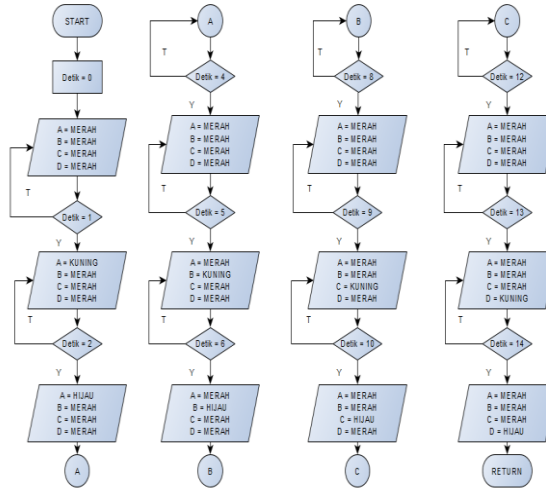 START
Detik = 0
A = MERAH
B = MERAH
C = MERAH
D = MERAH
T
Detik = 1
Y
A = KUNING
B = MERAH
C = MERAH
D = MERAH
T
Detik = 2
Y
A = HIJAU
B = MERAH
C = MERAH
D = MERAH
A
A
T
Detik = 4
Y
A = MERAH
B = MERAH
C = MERAH
D = MERAH
T
Detik = 5
Y
A = MERAH
B = KUNING
C = MERAH
D = MERAH
T
Detik = 6
Y
A = MERAH
B = HIJAU
C = MERAH
D = MERAH
B
B
T
Detik = 8
Y
A = MERAH
B = MERAH
C = MERAH
D = MERAH
T
Detik = 9
Y
A = MERAH
B = MERAH
C = KUNING
D = MERAH
T
Detik = 10
Y
A = MERAH
B = MERAH
C = HIJAU
D = MERAH
C
C
T
Detik = 12
Y
A = MERAH
B = MERAH
C = MERAH
D = MERAH
T
Detik = 13
Y
A = MERAH
B = MERAH
C = MERAH
D = KUNING
T
Detik = 14
Y
A = MERAH
B = MERAH
C = MERAH
D = HIJAU
RETURN